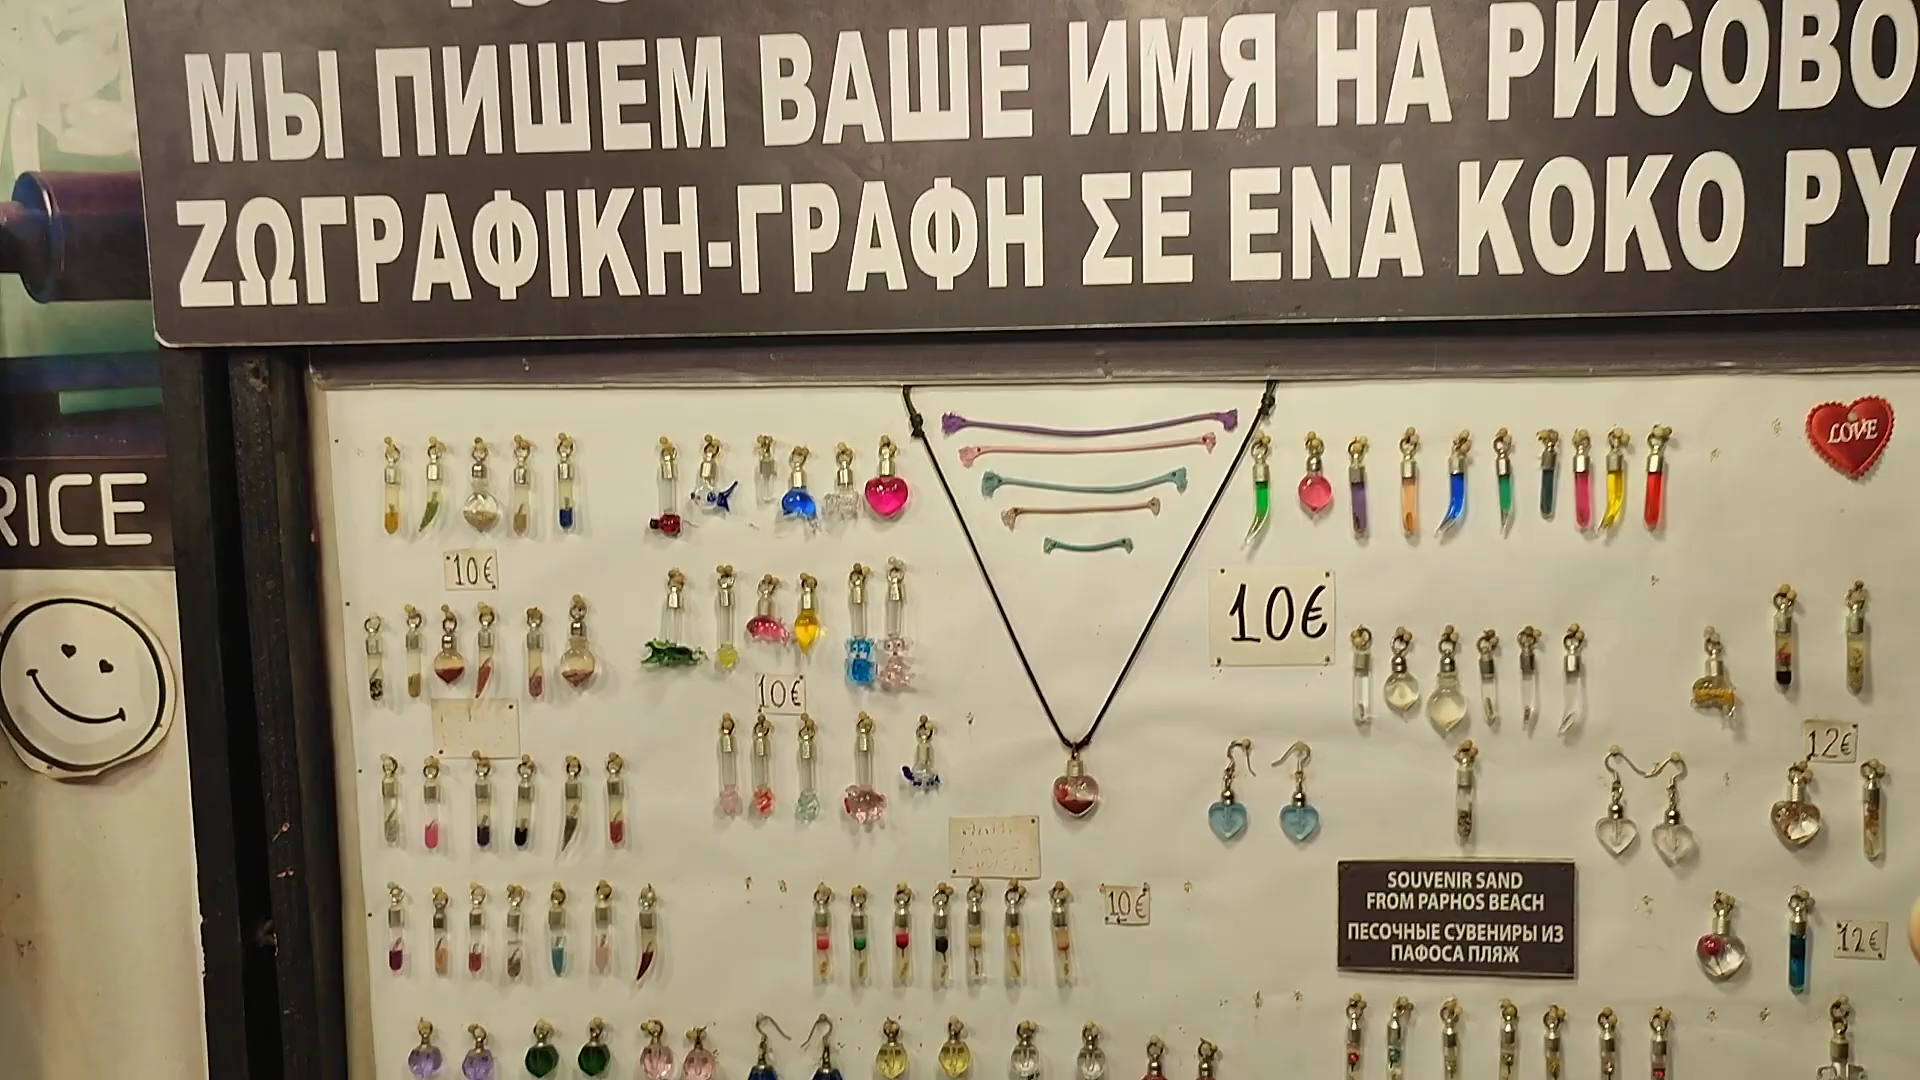 МЫ ПИШЕМ ВАШЕ ИМЯ НА РИСОВО
ΖΩΓΡΑΦΙΚΗ-ΓΡΑΦΗ ΣΕ ΕΝΑ ΚΟΚΟ ΡΥ
RICE
LOVE
10€
10€
10€
12€
10€
12€
SOUVENIR SAND
FROM PAPHOS BEACH
ПЕСОЧНЫЕ СУВЕНИРЫ ИЗ
ПАФОСА ПЛЯЖ